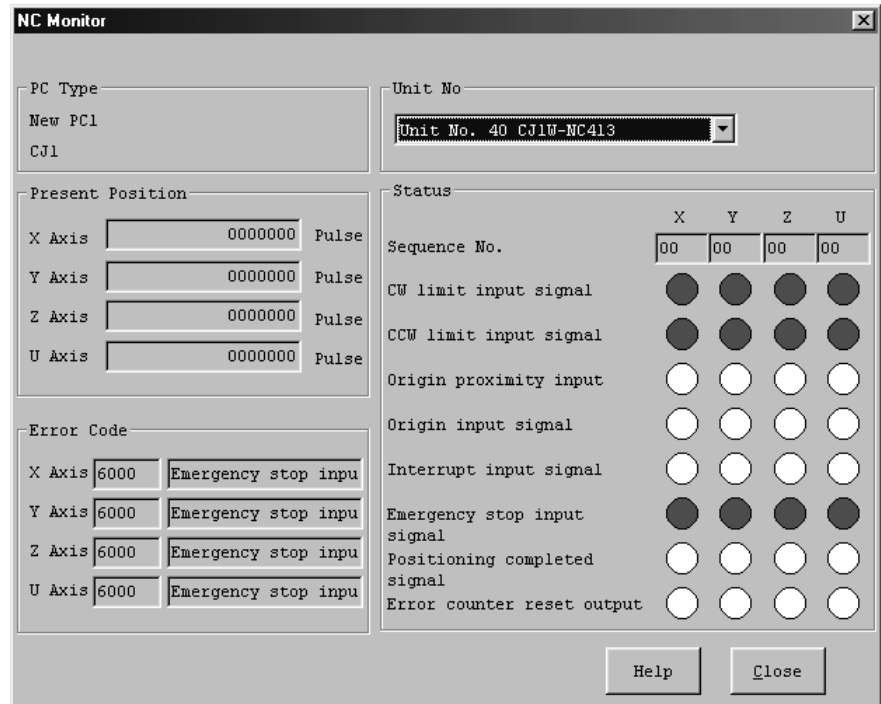 NC Monitor
PC Type
New PC1
CJ1
Unit No
Unit No. 40 CJ1W-NC413
Present Position
X Axis 0000000 Pulse
Y Axis 0000000 Pulse
Z Axis 0000000 Pulse
U Axis 0000000 Pulse
Error Code
X Axis 6000 Emergency stop inpu
Y Axis 6000 Emergency stop inpu
Z Axis 6000 Emergency stop inpu
U Axis 6000 Emergency stop inpu
Status
X Y Z U
Sequence No. 00 00 00 00
CW limit input signal
CCW limit input signal
Origin proximity input
Origin input signal
Interrupt input signal
Emergency stop input
signal
Positioning completed
signal
Error counter reset output
Help Close